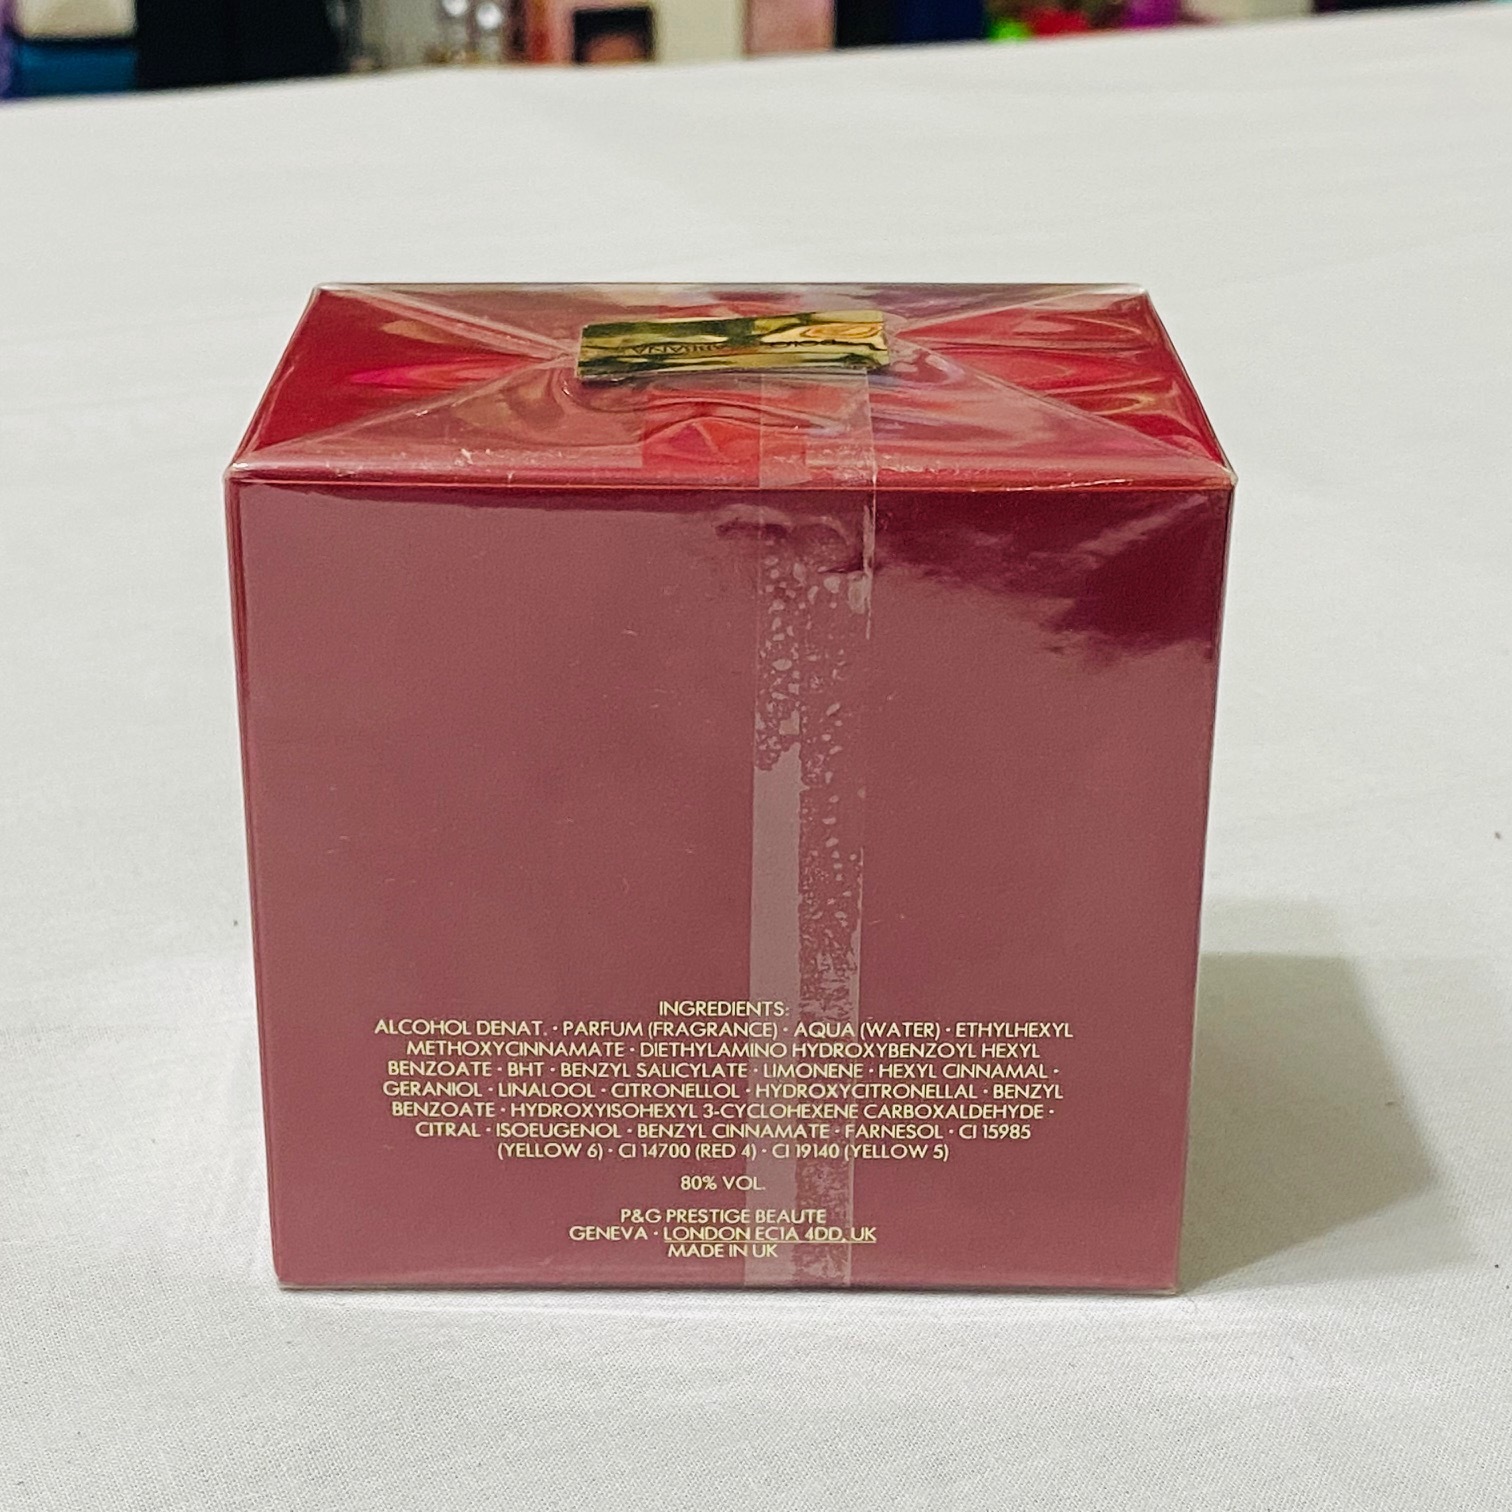 INGREDIENTS:
ALCOHOL DENAT. · PARFUM (FRAGRANCE) · AQUA (WATER) · ETHYLHEXYL
METHOXYCINNAMATE · DIETHYLAMINO HYDROXYBENZOYL HEXYL
BENZOATE · BHT · BENZYL SALICYLATE · LIMONENE · HEXYL CINNAMAL ·
GERANIOL · LINALOOL · CITRONELLOL · HYDROXYCITRONELLAL · BENZYL
BENZOATE · HYDROXYISOHEXYL 3-CYCLOHEXENE CARBOXALDEHYDE ·
CITRAL · ISOEUGENOL · BENZYL CINNAMATE · FARNESOL · CI 15985
(YELLOW 6) · CI 14700 (RED 4) · CI 19140 (YELLOW 5)
80% VOL.
P&G PRESTIGE BEAUTE
GENEVA · LONDON EC1A 4DD, UK
MADE IN UK